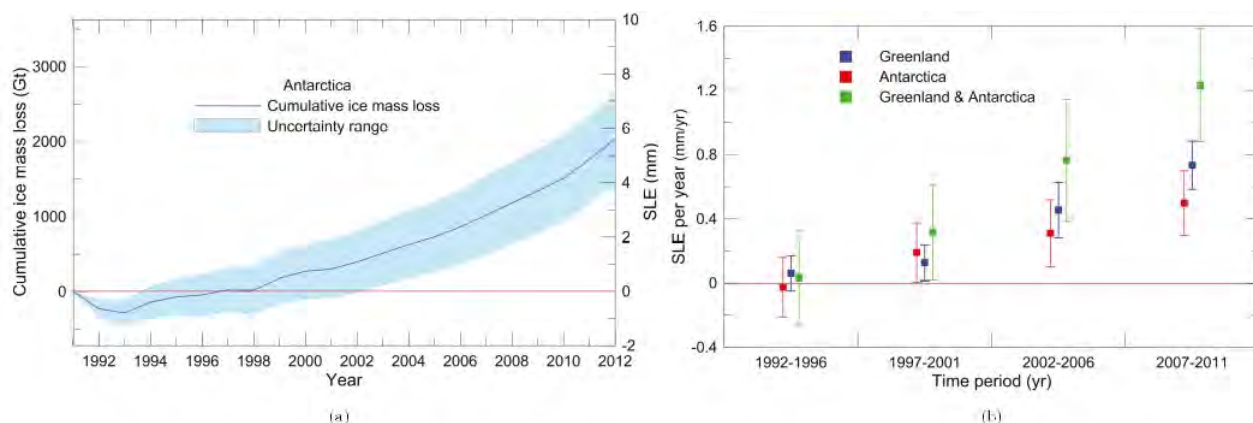 Cumulative ice mass loss (Gt)
3000
2000
1000
0
Antarctica
Cumulative ice mass loss
Uncertainty range
10
8
6
4
2
0
-2
SLE (mm)
1992 1994 1996 1998 2000 2002 2004 2006 2008 2010 2012
Year
(a)
SLE per year (mm/yr)
1.6
1.2
0.8
0.4
0
-0.4
Greenland
Antarctica
Greenland & Antarctica
1992-1996 1997-2001 2002-2006 2007-2011
Time period (yr)
(b)